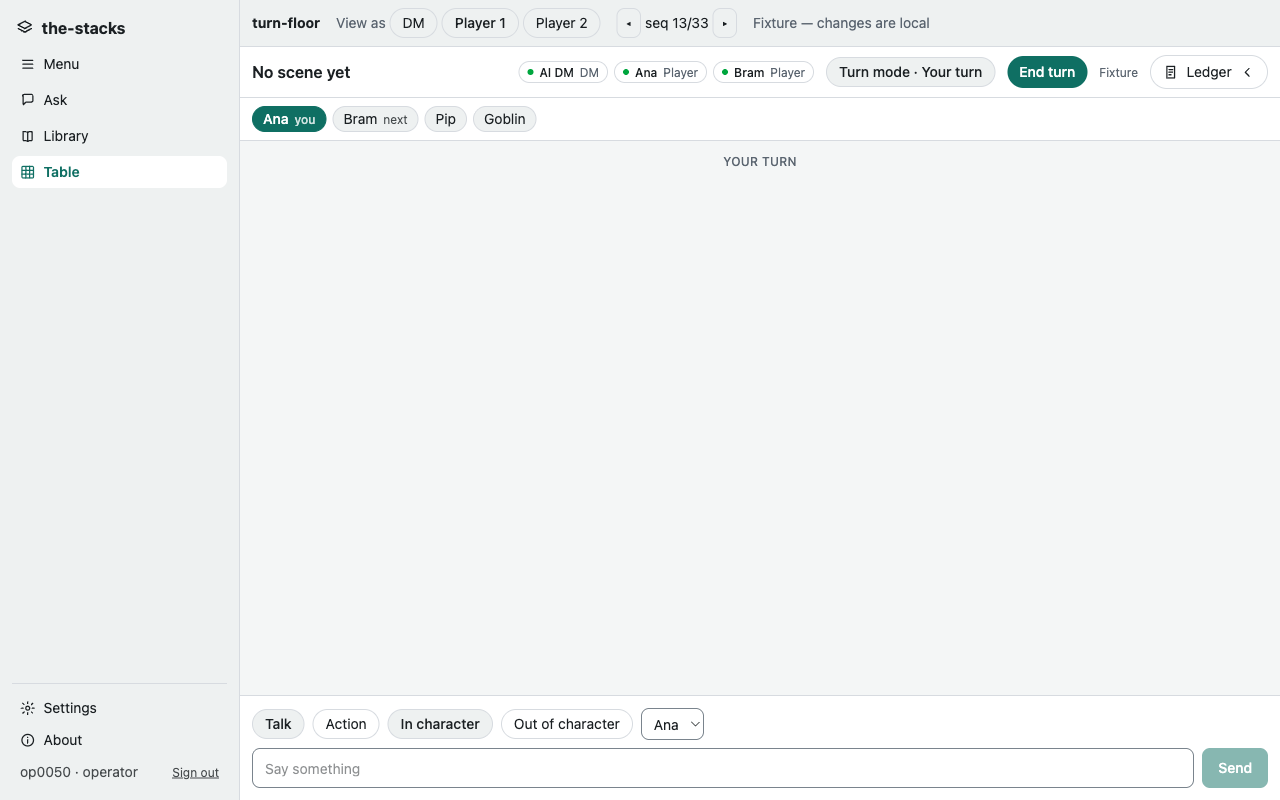 the-stacks
Menu
Ask
Library
Table
Settings
About
op0050 · operator Sign out
turn-floor View as DM Player 1 Player 2 ◂ seq 13/33 ▸ Fixture — changes are local
No scene yet AI DM DM Ana Player Bram Player Turn mode · Your turn End turn Fixture Ledger
Ana you Bram next Pip Goblin
YOUR TURN
Talk Action In character Out of character Ana
Say something Send